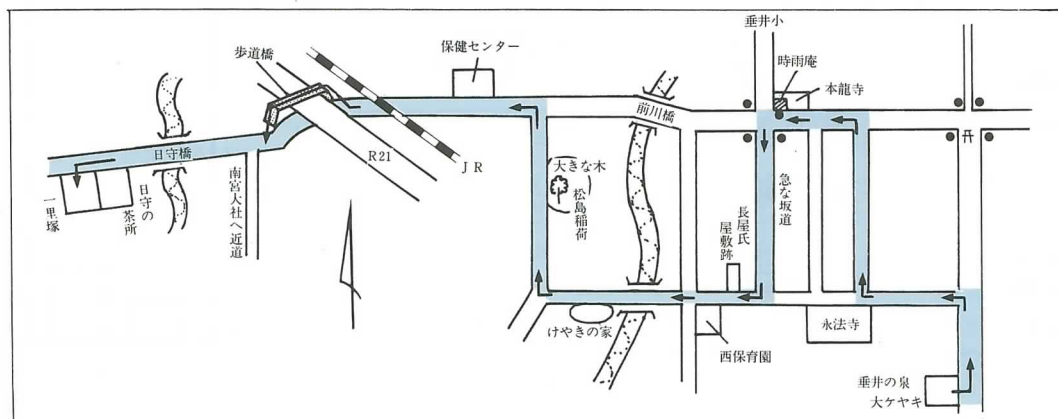 垂井小
歩道橋
保健センター
時雨庵
本龍寺
前川橋
日守橋
R21
JR
大きな木
松島稲荷
急な坂道
長屋氏
屋敷跡
南宮大社へ近道
日守の
茶所
一里塚
けやきの家
西保育園
永法寺
垂井の泉
大ケヤキ